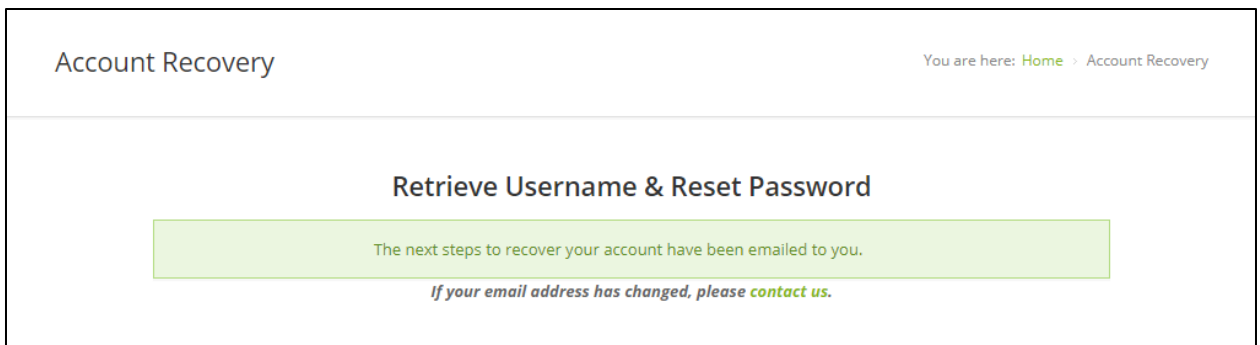 Account Recovery
You are here: Home › Account Recovery
Retrieve Username & Reset Password
The next steps to recover your account have been emailed to you.
If your email address has changed, please contact us.